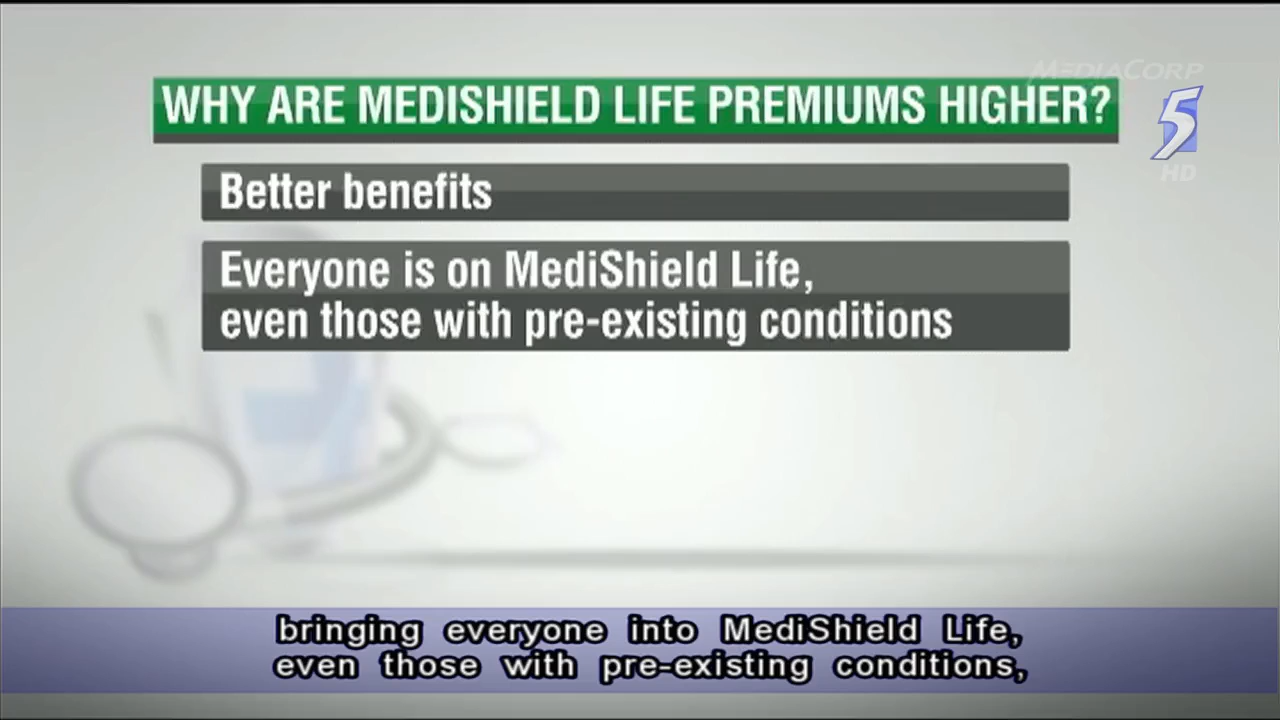 MEDIACORP
5
HD
WHY ARE MEDISHIELD LIFE PREMIUMS HIGHER?
Better benefits
Everyone is on MediShield Life,
even those with pre-existing conditions
bringing everyone into MediShield Life,
even those with pre-existing conditions,